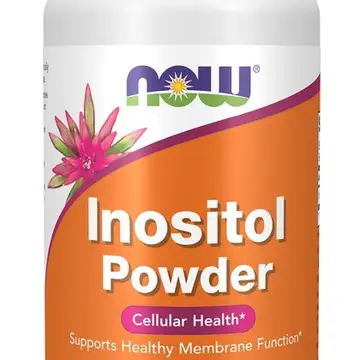 NOW®
Inositol
Powder
Cellular Health*
Supports Healthy Membrane Function*